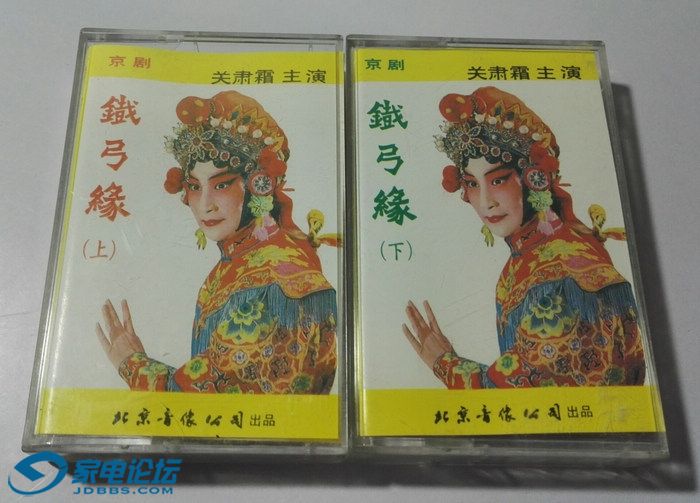 京剧
关肃霜 主演
鐵弓緣
(上)
北京音像公司 出品
京剧
关肃霜 主演
鐵弓緣
(下)
北京音像公司 出品
家电论坛
JDBBS.COM